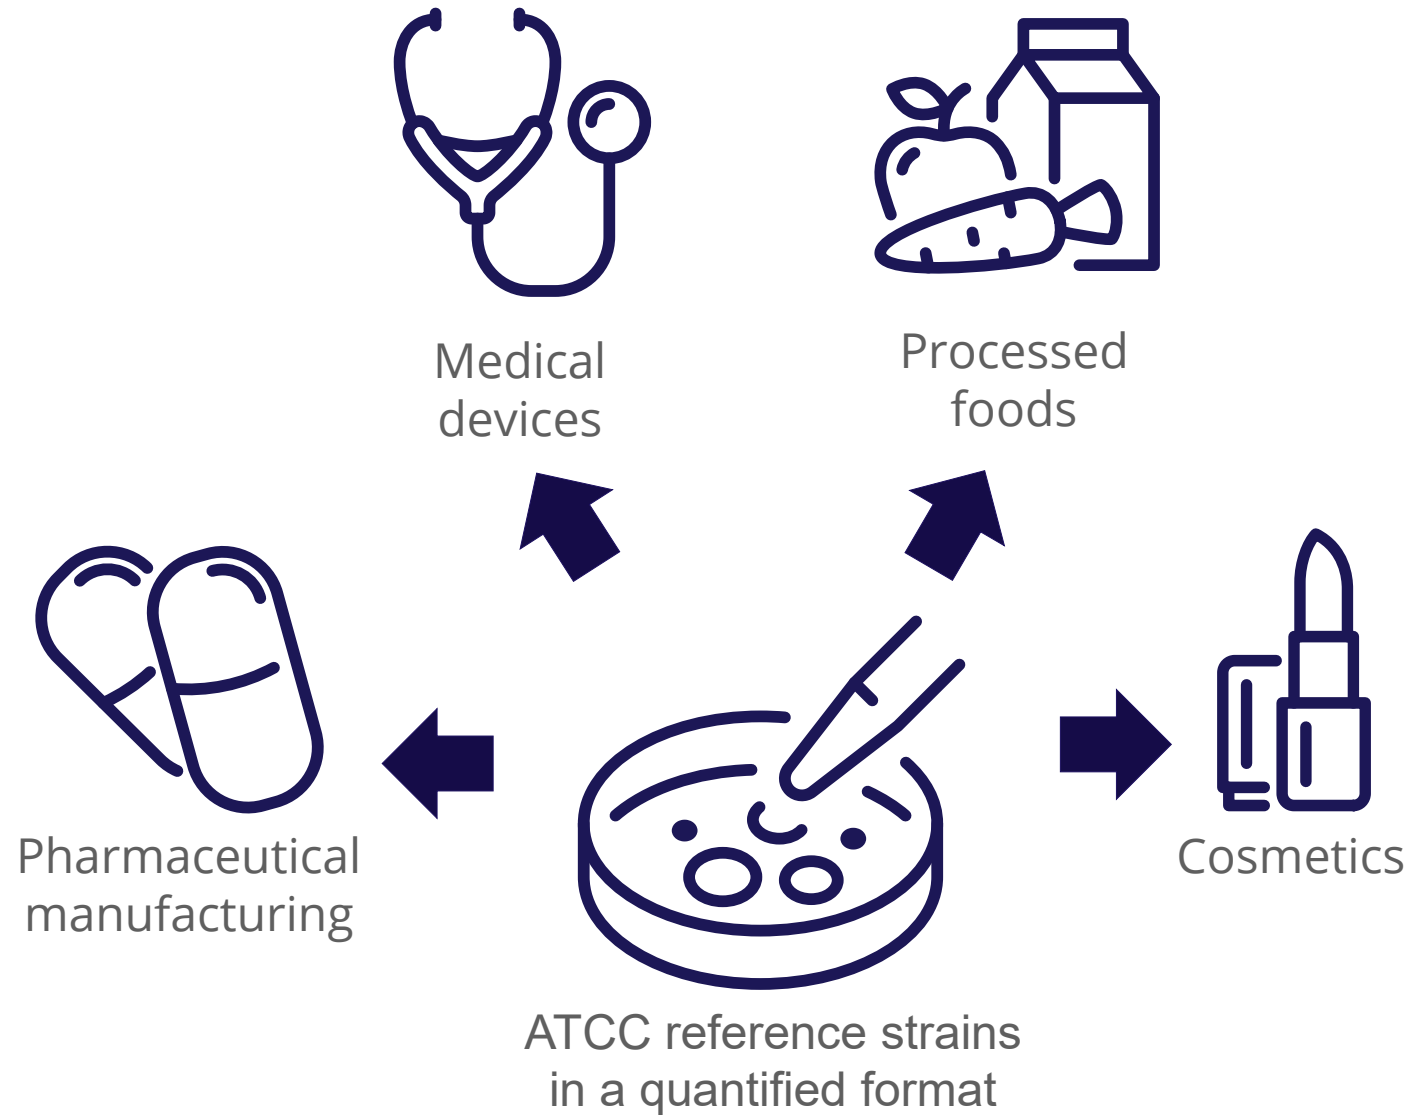 Medical
devices
Processed
foods
Pharmaceutical
manufacturing
Cosmetics
ATCC reference strains
in a quantified format